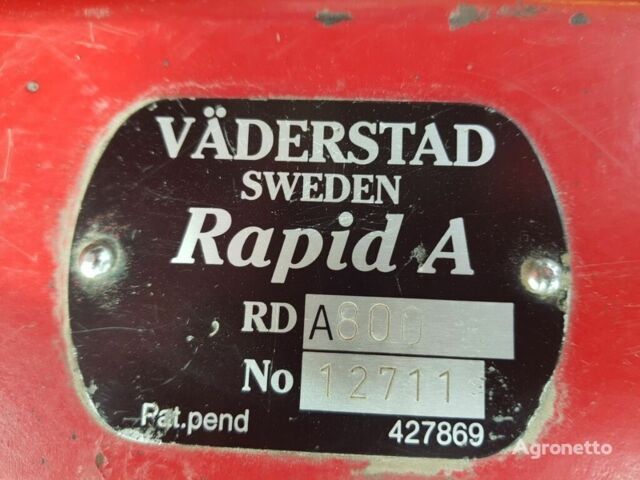 VÄDERSTAD
SWEDEN
Rapid A
RD A800
No 12711
Pat.pend 427869
Agronetto